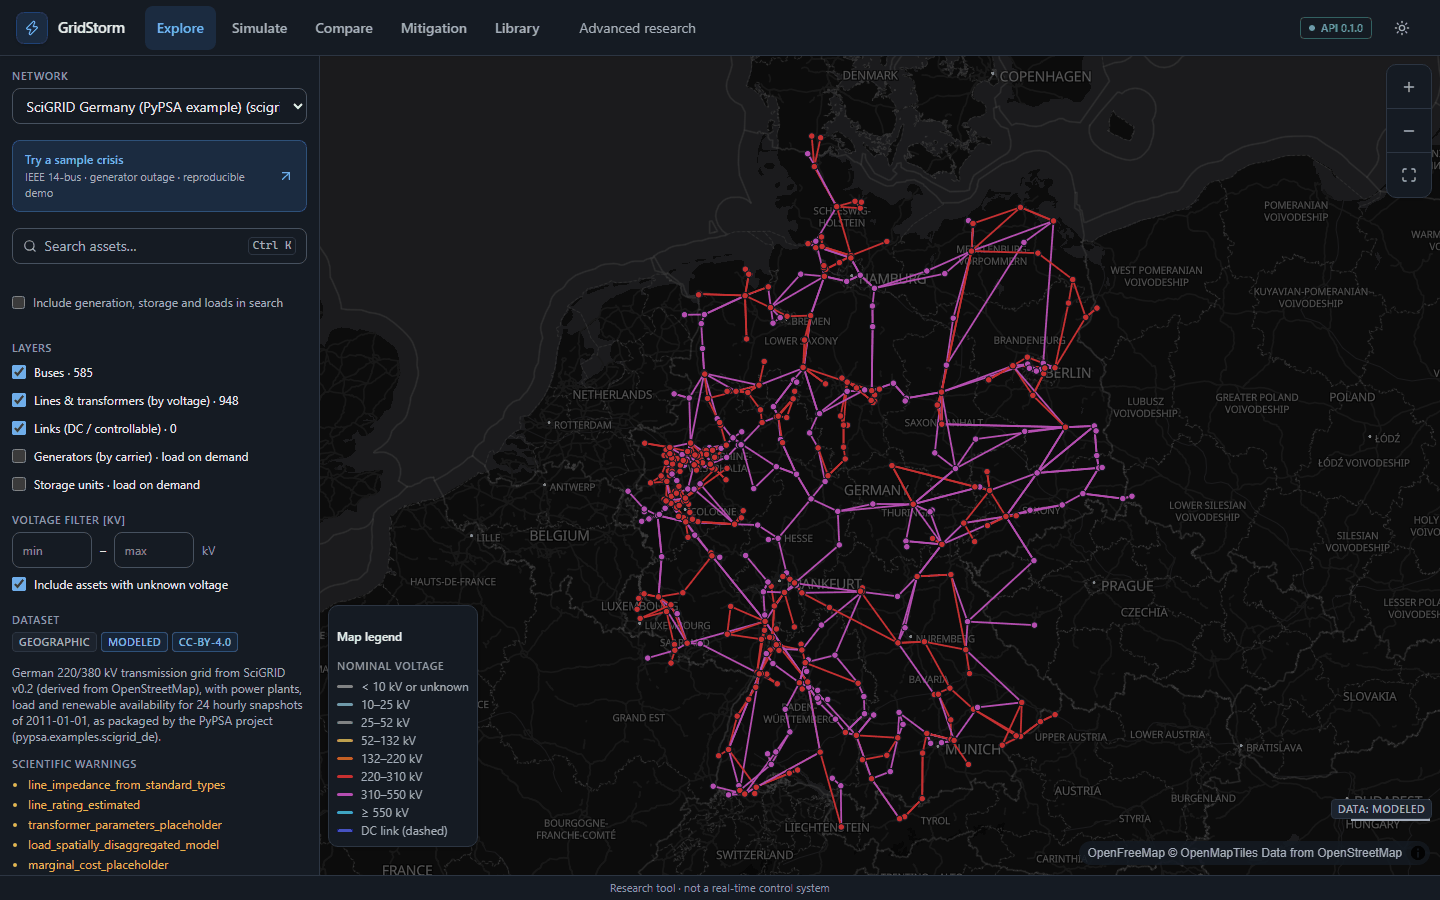 GridStorm
Explore
Simulate
Compare
Mitigation
Library
Advanced research
API 0.1.0
NETWORK
SciGRID Germany (PyPSA example) (scigr
Try a sample crisis
IEEE 14-bus · generator outage · reproducible
demo
Search assets...
Ctrl K
Include generation, storage and loads in search
LAYERS
Buses · 585
Lines & transformers (by voltage) · 948
Links (DC / controllable) · 0
Generators (by carrier) · load on demand
Storage units · load on demand
VOLTAGE FILTER [KV]
min
–
max
kV
Include assets with unknown voltage
DATASET
GEOGRAPHIC
MODELED
CC-BY-4.0
German 220/380 kV transmission grid from SciGRID
v0.2 (derived from OpenStreetMap), with power plants,
load and renewable availability for 24 hourly snapshots
of 2011-01-01, as packaged by the PyPSA project
(pypsa.examples.scigrid_de).
SCIENTIFIC WARNINGS
line_impedance_from_standard_types
line_rating_estimated
transformer_parameters_placeholder
load_spatially_disaggregated_model
marginal_cost_placeholder
Map legend
NOMINAL VOLTAGE
< 10 kV or unknown
10–25 kV
25–52 kV
52–132 kV
132–220 kV
220–310 kV
310–550 kV
≥ 550 kV
DC link (dashed)
DENMARK
COPENHAGEN
SCHLESWIG-
HOLSTEIN
MECKLENBURG-
VORPOMMERN
HAMBURG
BREMEN
LOWER SAXONY
BRANDENBURG
BERLIN
POMERANIAN
VOIVODESHIP
WEST POMERANIAN
VOIVODESHIP
KUYAVIAN-POMERANIAN
VOIVODESHIP
NETHERLANDS
ROTTERDAM
ANTWERP
LUBUSZ
VOIVODESHIP
GREATER POLAND
VOIVODESHIP
POLAND
ŁÓDŹ
ŁÓDŹ VOIVODESHIP
SAXONY-ANHALT
GERMANY
COLOGNE
BELGIUM
LILLE
HESSE
LOWER SILESIAN
VOIVODESHIP
SILESIAN
VOIVODESHIP
HAUTS-DE-FRANCE
FRANKFURT
LUXEMBOURG
LUXEMBOURG
PRAGUE
CZECHIA
NUREMBERG
BAVARIA
GRAND EST
BADEN-
WÜRTTEMBERG
MUNICH
SLOVAKIA
UPPER AUSTRIA
LOWER AUSTRIA
BRATISLAVA
AUSTRIA
BURGENLAND
STYRIA
TYROL
LIECHTENSTEIN
SWITZERLAND
BOURGOGNE-
FRANCHE-COMTÉ
FRANCE
HUNGARY
DATA: MODELED
OpenFreeMap © OpenMapTiles Data from OpenStreetMap
Research tool · not a real-time control system